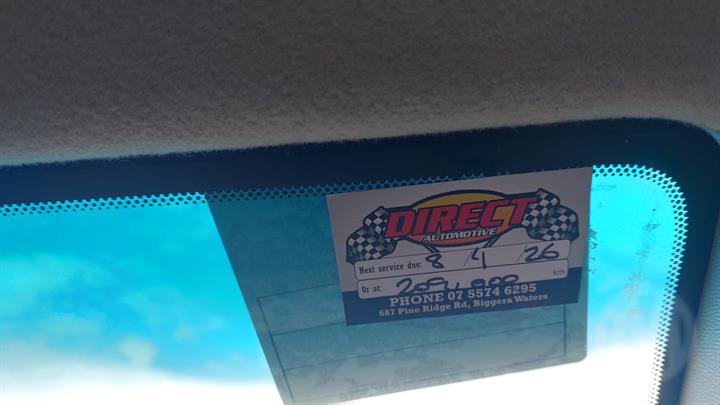 DIRECT
AUTOMOTIVE
Next service due: 8 / / 26
Or at: km
PHONE 07 5574 6295
687 Pine Ridge Rd, Biggera Waters